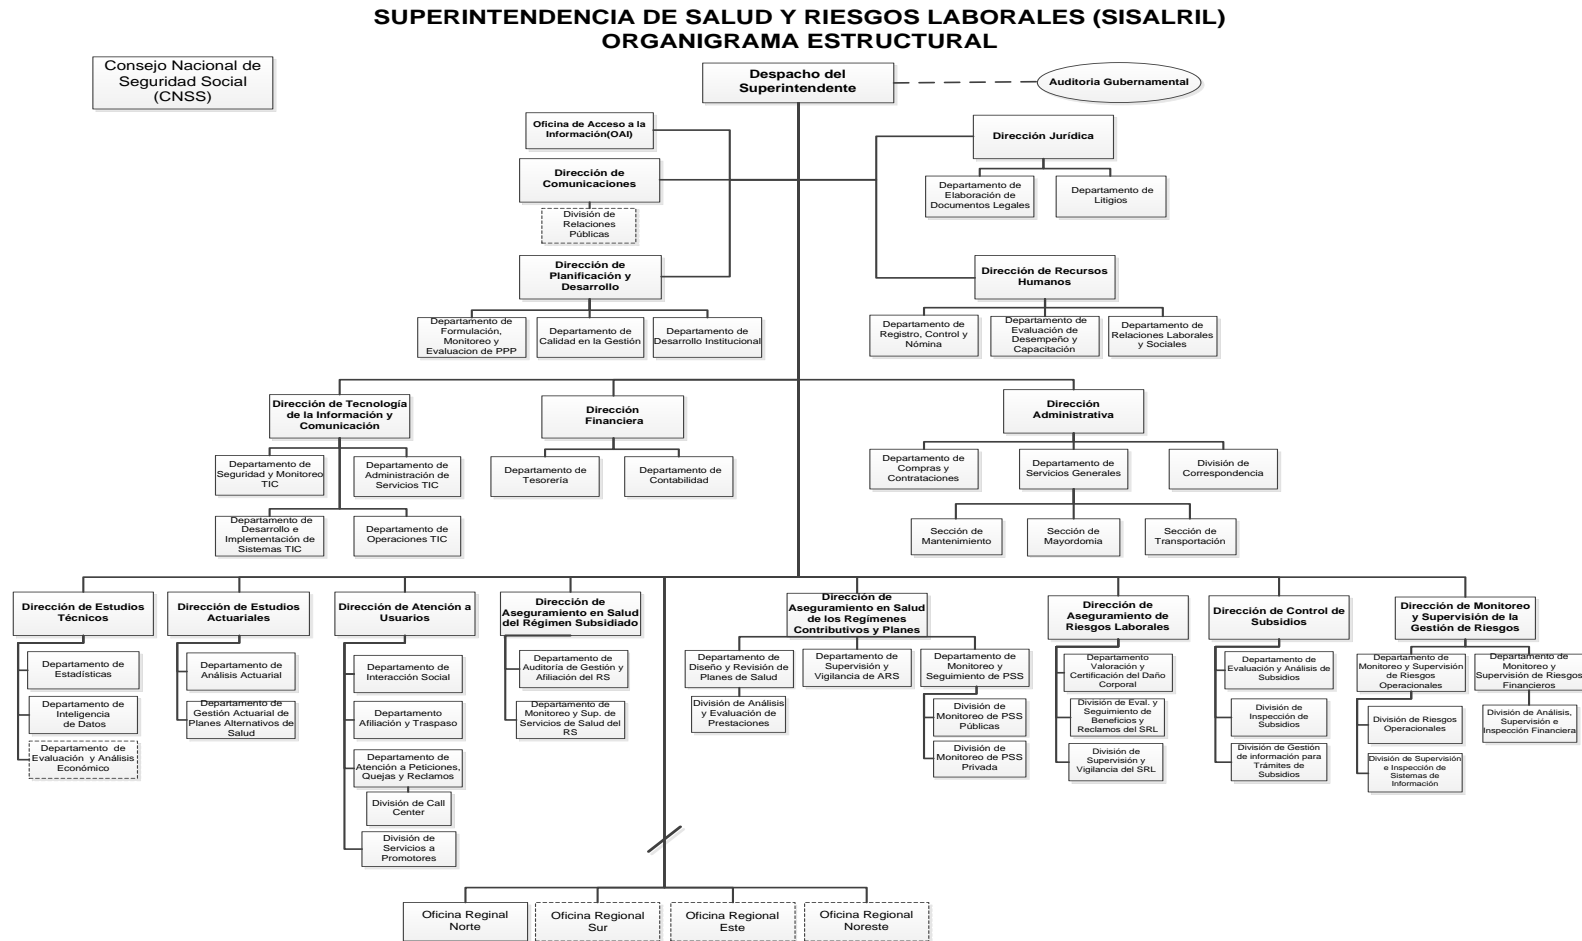 SUPERINTENDENCIA DE SALUD Y RIESGOS LABORALES (SISALRIL)
ORGANIGRAMA ESTRUCTURAL
Consejo Nacional de
Seguridad Social
(CNSS)
Despacho del
Superintendente
Auditoria Gubernamental
Oficina de Acceso a la
Información(OAI)
Dirección Jurídica
Dirección de
Comunicaciones
Departamento de
Elaboración de
Documentos Legales
Departamento de
Litigios
División de
Relaciones
Públicas
Dirección de
Planificación y
Desarrollo
Dirección de Recursos
Humanos
Departamento de
Formulación,
Monitoreo y
Evaluacion de PPP
Departamento de
Calidad en la Gestión
Departamento de
Desarrollo Institucional
Departamento de
Registro, Control y
Nómina
Departamento de
Evaluación de
Desempeño y
Capacitación
Departamento de
Relaciones Laborales
y Sociales
Dirección de Tecnología
de la Información y
Comunicación
Dirección
Financiera
Dirección
Administrativa
Departamento de
Seguridad y Monitoreo
TIC
Departamento de
Administración de
Servicios TIC
Departamento de
Tesorería
Departamento de
Contabilidad
Departamento de
Compras y
Contrataciones
Departamento de
Servicios Generales
División de
Correspondencia
Departamento de
Desarrollo e
Implementación de
Sistemas TIC
Departamento de
Operaciones TIC
Sección de
Mantenimiento
Sección de
Mayordomia
Sección de
Transportación
Dirección de Estudios
Técnicos
Dirección de Estudios
Actuariales
Dirección de Atención a
Usuarios
Dirección de
Aseguramiento en Salud
del Régimen Subsidiado
Dirección de
Aseguramiento en Salud
de los Regímenes
Contributivos y Planes
Dirección de
Aseguramiento de
Riesgos Laborales
Dirección de Control de
Subsidios
Dirección de Monitoreo
y Supervisión de la
Gestión de Riesgos
Departamento de
Estadísticas
Departamento de
Inteligencia
de Datos
Departamento de
Evaluación y Análisis
Económico
Departamento de
Análisis Actuarial
Departamento de
Gestión Actuarial de
Planes Alternativos de
Salud
Departamento de
Interacción Social
Departamento
Afiliación y Traspaso
Departamento de
Atención a Peticiones,
Quejas y Reclamos
División de Call
Center
División de
Servicios a
Promotores
Departamento de
Auditoría de Gestión y
Afiliación del RS
Departamento de
Monitoreo y Sup. de
Servicios de Salud del
RS
Departamento de
Diseño y Revisión de
Planes de Salud
División de Análisis
y Evaluación de
Prestaciones
Departamento de
Supervisión y
Vigilancia de ARS
Departamento de
Monitoreo y
Seguimiento de PSS
División de
Monitoreo de PSS
Públicas
División de
Monitoreo de PSS
Privada
Departamento
Valoración y
Certificación del Daño
Corporal
División de Eval. y
Seguimiento de
Beneficios y
Reclamos del SRL
División de
Supervisión y
Vigilancia del SRL
Departamento de
Evaluación y Análisis de
Subsidios
División de
Inspección de
Subsidios
División de Gestión
de información para
Trámites de
Subsidios
Departamento de
Monitoreo y Supervisión
de Riesgos
Operacionales
División de Riesgos
Operacionales
División de Supervisión
e Inspección de
Sistemas de
Información
Departamento de
Monitoreo y
Supervisión de Riesgos
Financieros
División de Análisis,
Supervisión e
Inspección Financiera
Oficina Reginal
Norte
Oficina Regional
Sur
Oficina Regional
Este
Oficina Regional
Noreste